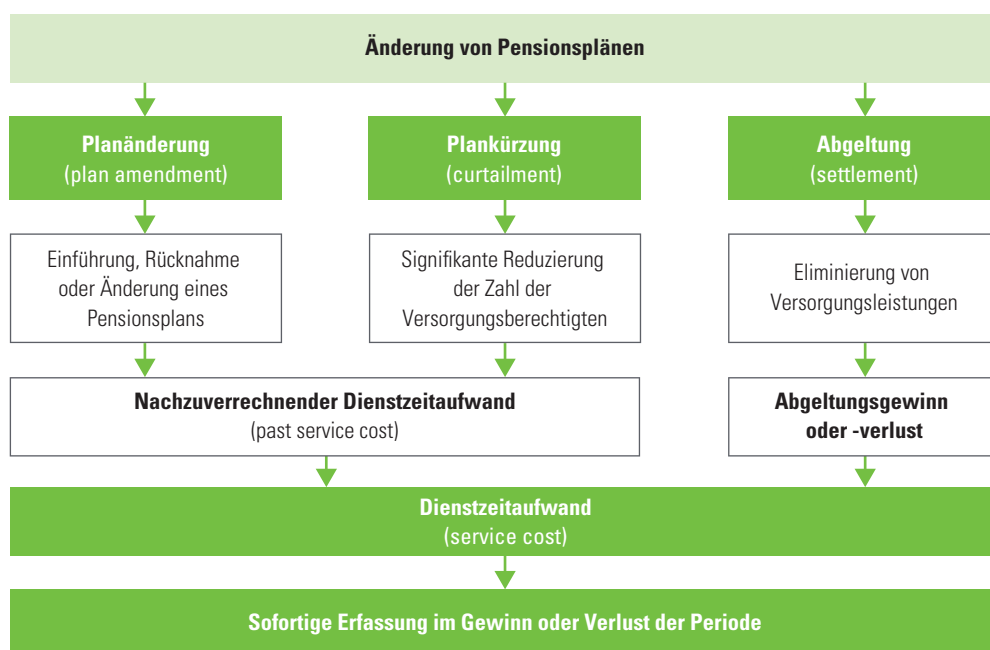 Änderung von Pensionsplänen
Planänderung
(plan amendment)
Plankürzung
(curtailment)
Abgeltung
(settlement)
Einführung, Rücknahme
oder Änderung eines
Pensionsplans
Signifikante Reduzierung
der Zahl der
Versorgungsberechtigten
Eliminierung von
Versorgungsleistungen
Nachzuverrechnender Dienstzeitaufwand
(past service cost)
Abgeltungsgewinn
oder -verlust
Dienstzeitaufwand
(service cost)
Sofortige Erfassung im Gewinn oder Verlust der Periode